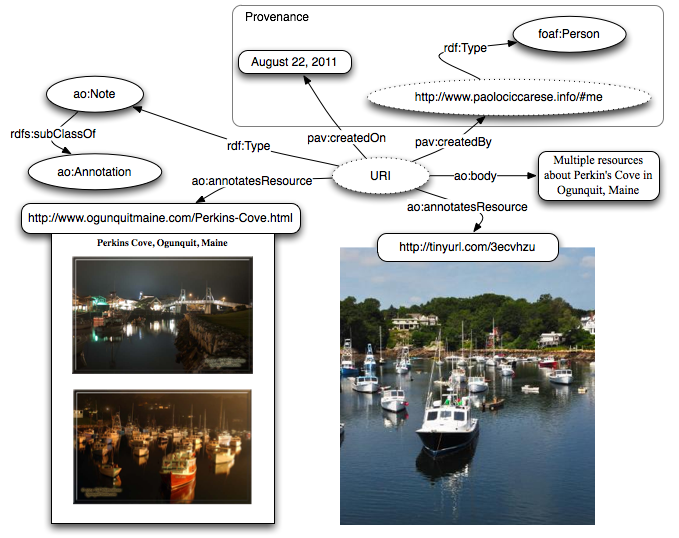 Provenance
foaf:Person
rdf:Type
August 22, 2011
http://www.paolociccarese.info/#me
ao:Note
rdfs:subClassOf
rdf:Type
pav:createdOn
pav:createdBy
ao:Annotation
ao:annotatesResource
URI
ao:body
Multiple resources
about Perkin's Cove in
Ogunquit, Maine
ao:annotatesResource
http://www.ogunquitmaine.com/Perkins-Cove.html
http://tinyurl.com/3ecvhzu
Perkins Cove, Ogunquit, Maine